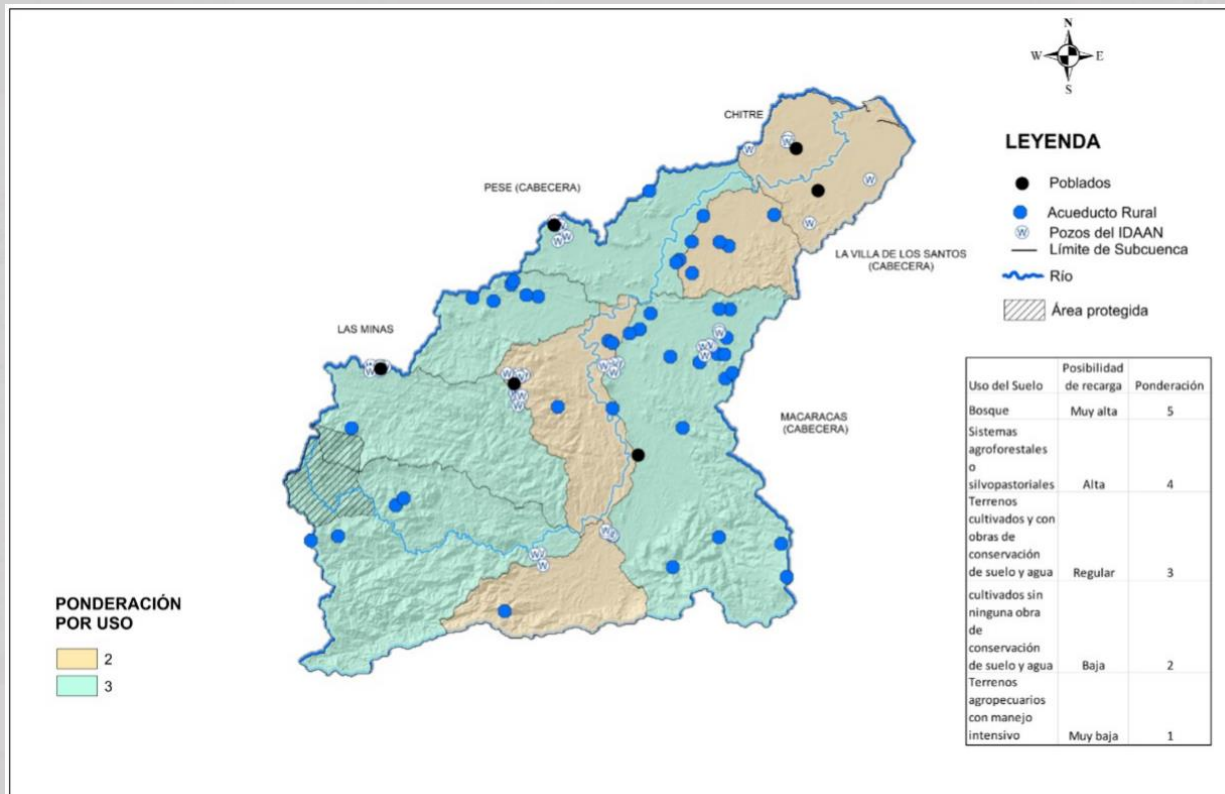 N
W E
S
CHITRE
LEYENDA
Poblados
PESE (CABECERA)
Acueducto Rural
W Pozos del IDAAN
Límite de Subcuenca
LA VILLA DE LOS SANTOS
(CABECERA)
Río
Área protegida
LAS MINAS
MACARACAS
(CABECERA)
Uso del Suelo
Posibilidad
de recarga
Ponderación
Bosque Muy alta 5
Sistemas
agroforestales
o
silvopastoriales Alta 4
Terrenos
cultivados y con
obras de
conservación
de suelo y agua Regular 3
cultivados sin
ninguna obra
de
conservación
de suelo y agua Baja 2
Terrenos
agropecuarios
con manejo
intensivo Muy baja 1
PONDERACIÓN
POR USO
2
3